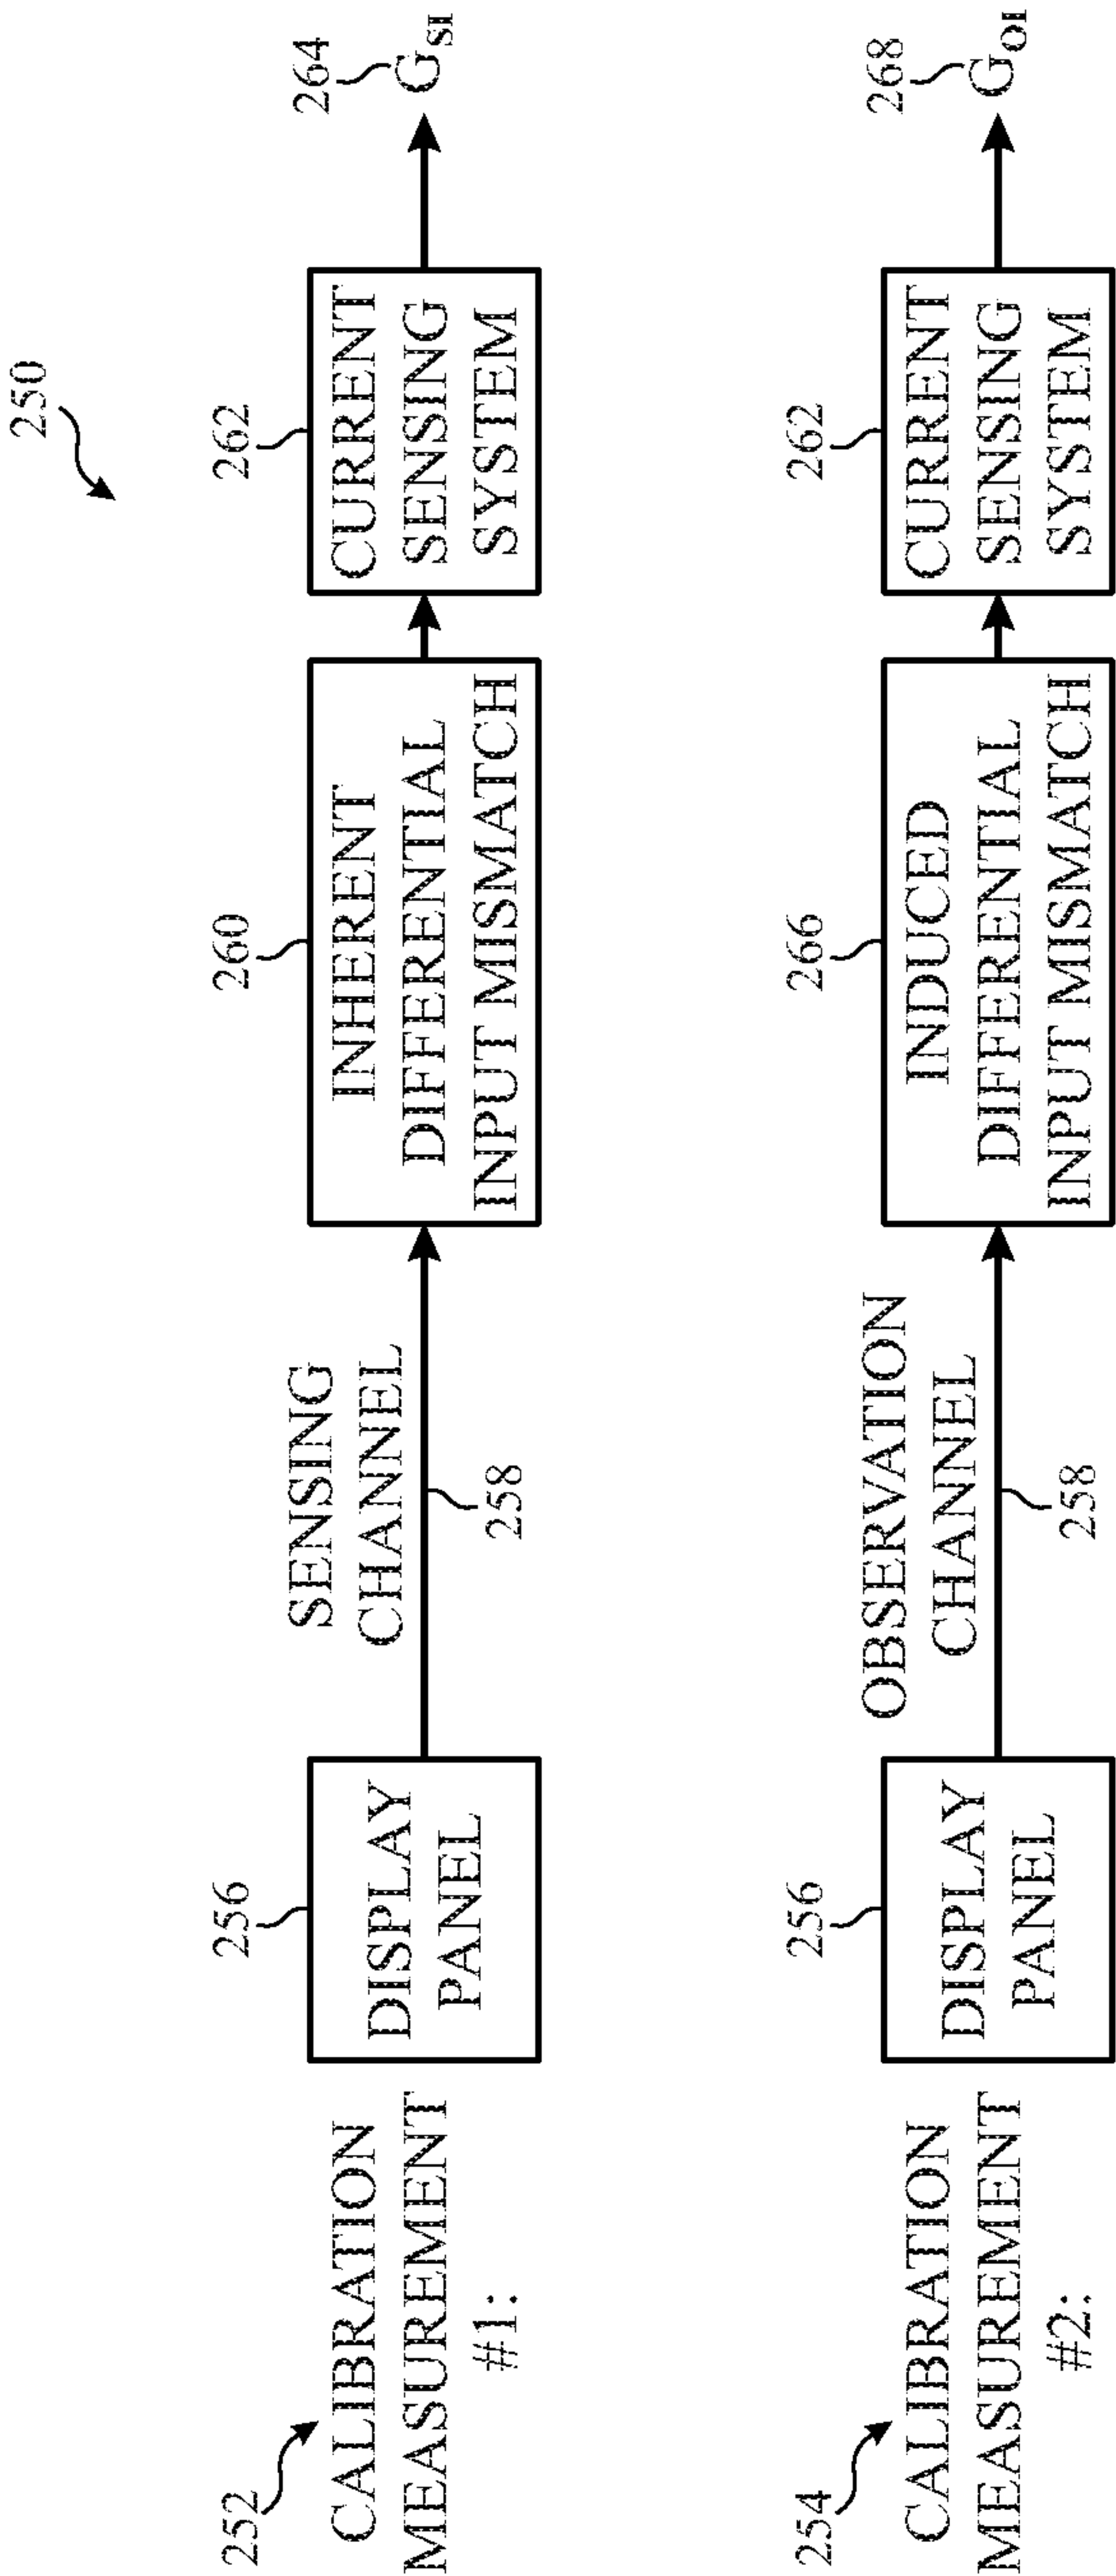 250
252
CALIBRATION
MEASUREMENT
#1:
256
DISPLAY
PANEL
SENSING
CHANNEL
258
260
INHERENT
DIFFERENTIAL
INPUT MISMATCH
262
CURRENT
SENSING
SYSTEM
264
GSI
254
CALIBRATION
MEASUREMENT
#2:
256
DISPLAY
PANEL
OBSERVATION
CHANNEL
258
266
INDUCED
DIFFERENTIAL
INPUT MISMATCH
262
CURRENT
SENSING
SYSTEM
268
GOI